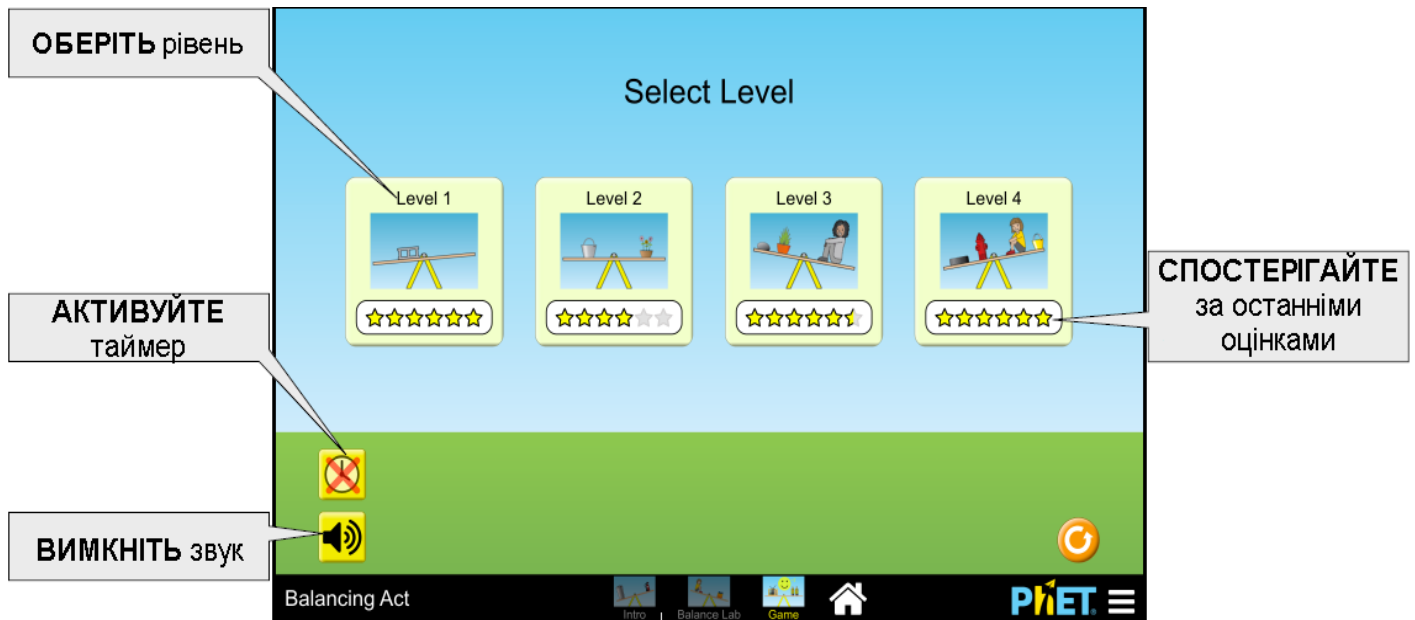 ОБЕРІТЬ рівень
Select Level
Level 1
Level 2
Level 3
Level 4
СПОСТЕРІГАЙТЕ
за останніми
оцінками
АКТИВУЙТЕ
таймер
ВИМКНІТЬ звук
Balancing Act
Intro
Balance Lab
Game
PhET